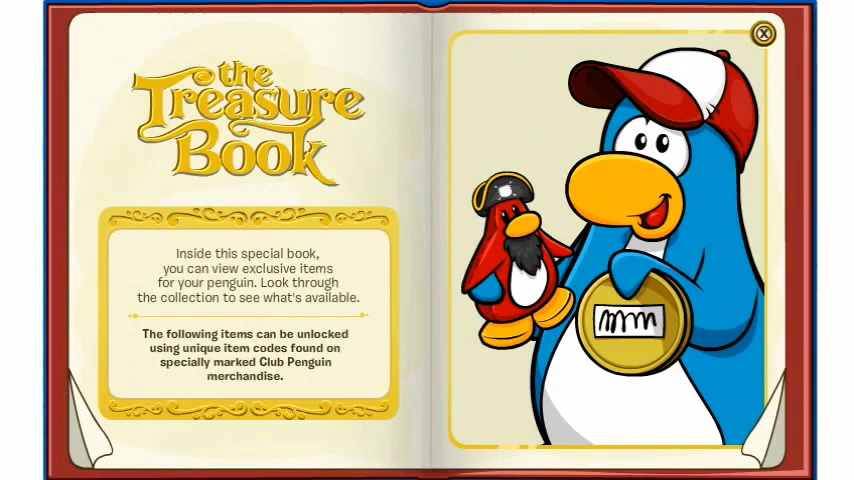 the
Treasure
Book
Inside this special book,
you can view exclusive items
for your penguin. Look through
the collection to see what's available.
The following items can be unlocked
using unique item codes found on
specially marked Club Penguin
merchandise.
X